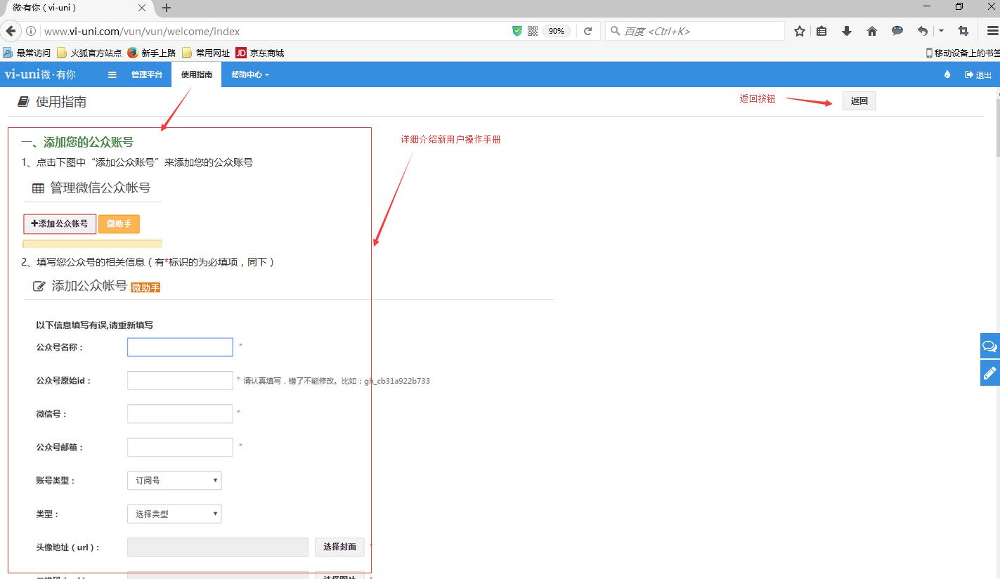 微·有你（vi-uni）
www.vi-uni.com/vun/vun/welcome/index
90%
百度 <Ctrl+K>
最常访问 火狐官方站点 新手上路 常用网址 JD 京东商城
移动设备上的书签
vi-uni微·有你 管理平台 使用指南 帮助中心 退出
使用指南
返回按钮
返回
一、添加您的公众账号
详细介绍新用户操作手册
1、点击下图中“添加公众账号”来添加您的公众账号
管理微信公众帐号
+添加公众帐号 微助手
2、填写您公众号的相关信息（有*标识的为必填项，同下）
添加公众帐号 微助手
以下信息填写有误,请重新填写
公众号名称： *
公众号原始id： * 请认真填写，错了不能修改。比如：gh_cb31a922b733
微信号： *
公众号邮箱： *
账号类型： 订阅号
类型： 选择类型
头像地址（url）： 选择封面 *